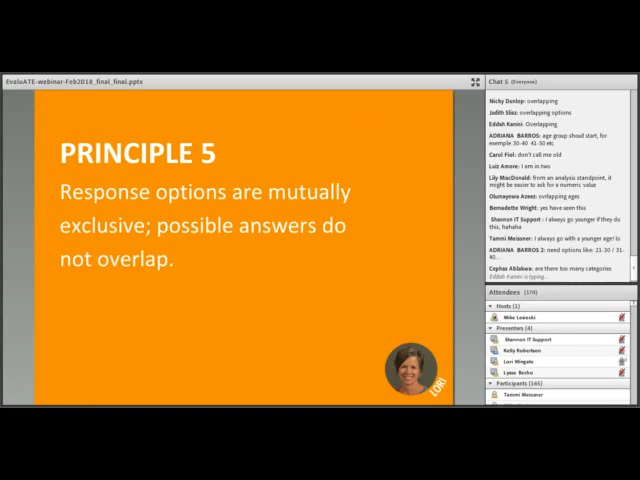 EvaluATE-webinar-Feb2018_final_final.pptx
PRINCIPLE 5
Response options are mutually
exclusive; possible answers do
not overlap.
LORI
Chat 5 (Everyone)
Nicky Dunlop: overlapping
Judith Slisz: overlapping options
Eddah Kanini: Overlapping
ADRIANA BARROS: age group shoud start, for
exemple 30-40 41-50 etc
Carol Fiol: don't call me old
Luiz Amore: I am in two
Lily MacDonald: from an analysis standpoint, it
might be easier to ask for a numeric value
Olumayowa Azeez: ovelapping ages
Bernadette Wright: yes have seen this
Shannon IT Support : I always go younger if they do
this, hahaha
Tammi Meissner: I always go with a younger age! lo
ADRIANA BARROS 2: need options like: 21-30 / 31-
40...
Cephas Ablakwa: are there too many categories
Eddah Kanini is typing...
Attendees (170)
Hosts (1)
Mike Lesiecki
Presenters (4)
Shannon IT Support
Kelly Robertson
Lori Wingate
Lyssa Becho
Participants (165)
Tammi Meissner